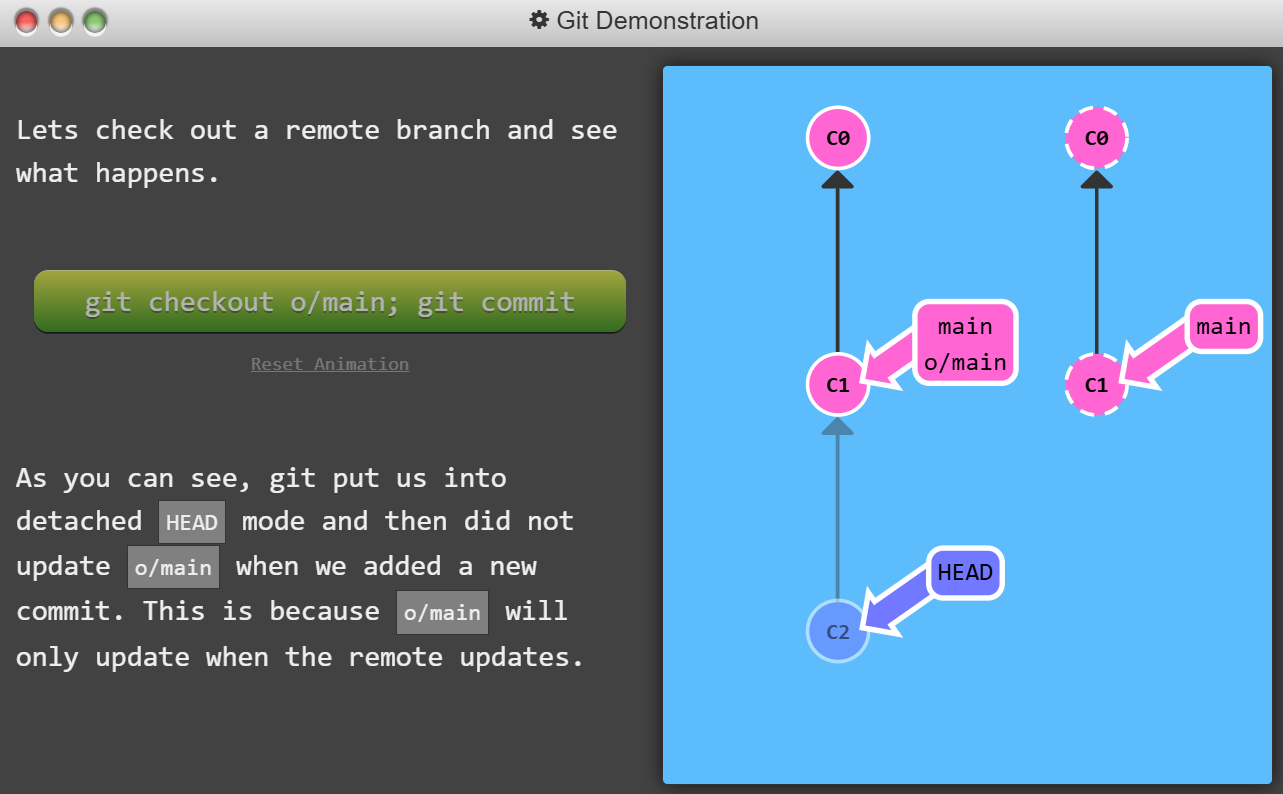 Git Demonstration
Lets check out a remote branch and see
what happens.
git checkout o/main; git commit
Reset Animation
As you can see, git put us into
detached HEAD mode and then did not
update o/main when we added a new
commit. This is because o/main will
only update when the remote updates.
C0
C0
main
o/main
main
C1
C1
HEAD
C2